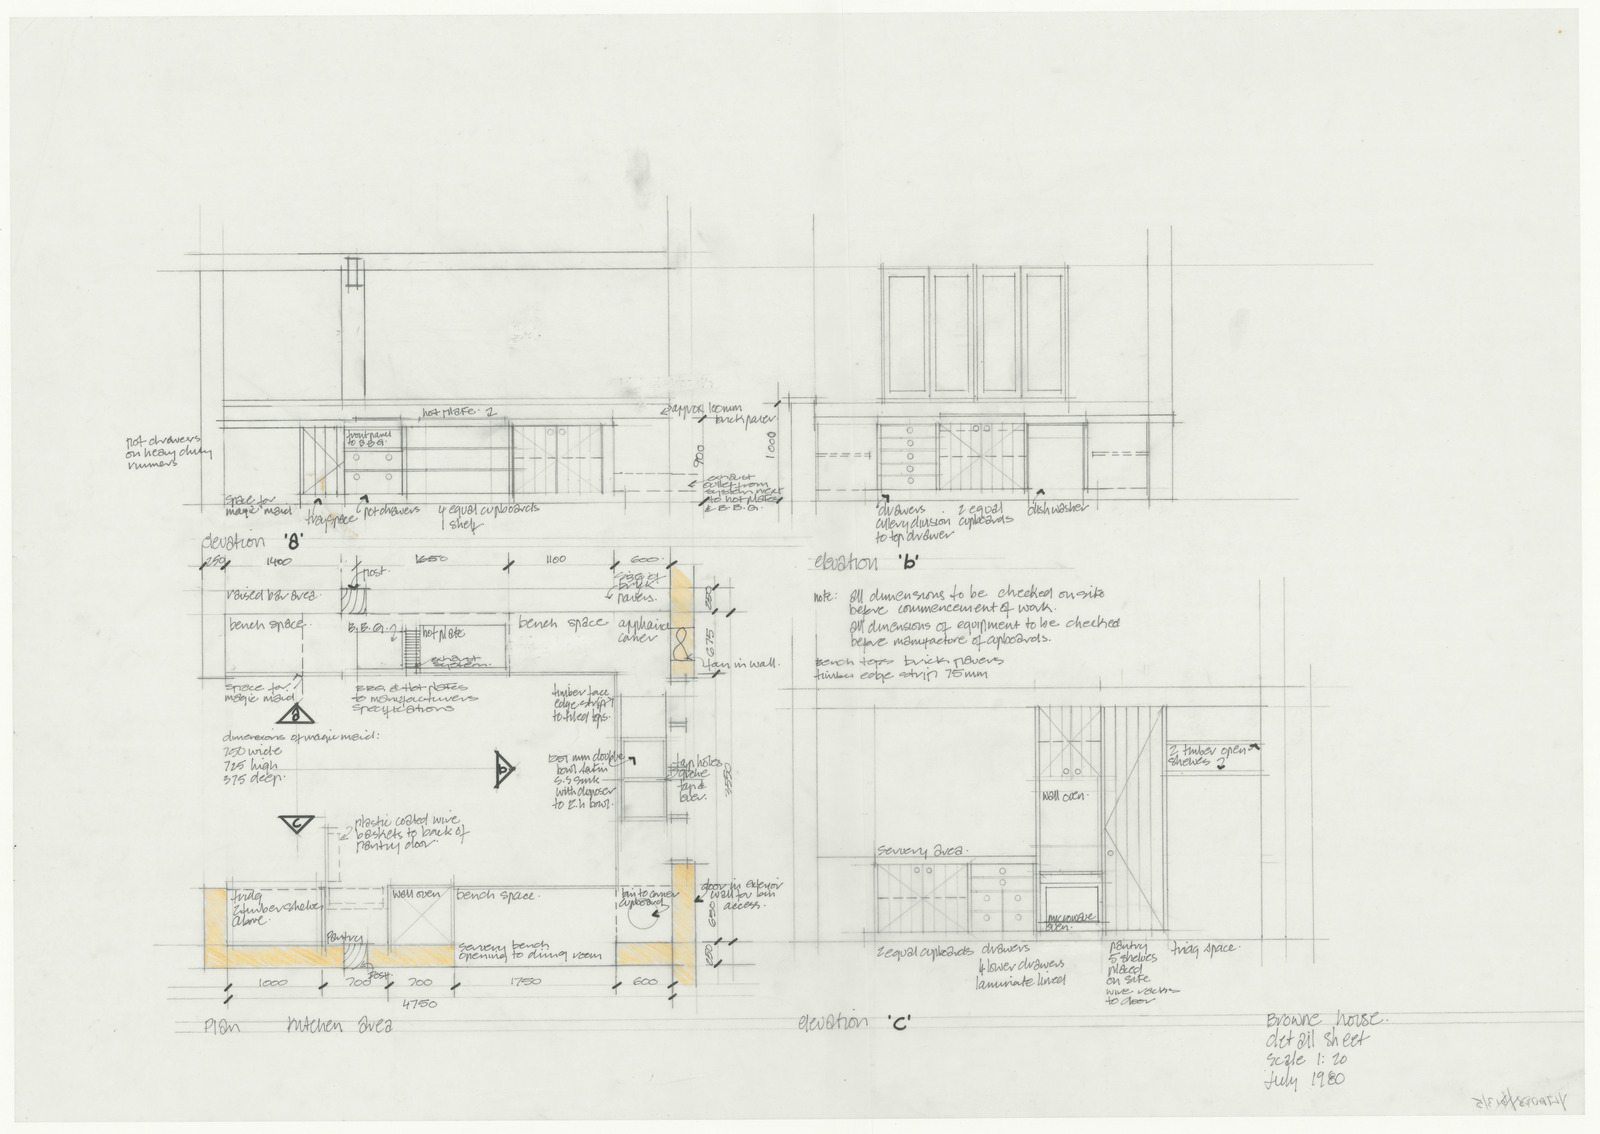 hot plate. 2
approx 100mm
brick paver
pot drawers
on heavy duty
runners
front panel
to B.B.Q.
900
1000
exhaust
outlet from
system next
to hot plates
& B.B.Q.
space for
magic maid
tray space
pot drawers
4 equal cupboards
1 shelf
elevation 'a'
drawers
cutlery division
to top drawer
2 equal
cupboards
dishwasher
elevation 'b'
250
1400
1650
1100
600
post.
raised bar area.
bench space.
B.B.Q.
hot plate
exhaust
system.
bench space
appliance
corner
brick
pavers.
250
675
fan in wall.
note: all dimensions to be checked on site
before commencement of work.
all dimensions of equipment to be checked
before manufacture of cupboards.
bench tops brick pavers
timber edge strip 75mm
space for
magic maid
BBQ & Hot plates
to manufacturers
specifications
timber face
edge strip
to tiled tops.
a
dimensions of magic maid:
750 wide
725 high
375 deep.
b
mm double
bowl
s.s sink
with disposer
to R.H bowl.
tap holes
tap &
over.
c
plastic coated wire
baskets to back of
pantry door.
fridg
2 timber shelves
above.
wall oven
bench space.
bin to corner
cupboard
door in exterior
wall for bin
access.
pantry
post.
servery bench
opening to dining room
650
250
1000
700
700
1750
600
4750
Plan kitchen area
2 timber open
shelves
wall oven.
servery area.
microwave
oven.
2 equal cupboards
drawers
4 lower drawers
laminate lined
pantry
5 shelves
placed
on site
wire racks
to door
fridg space.
elevation 'C'
Browne house.
detail sheet
scale 1:20
July 1980